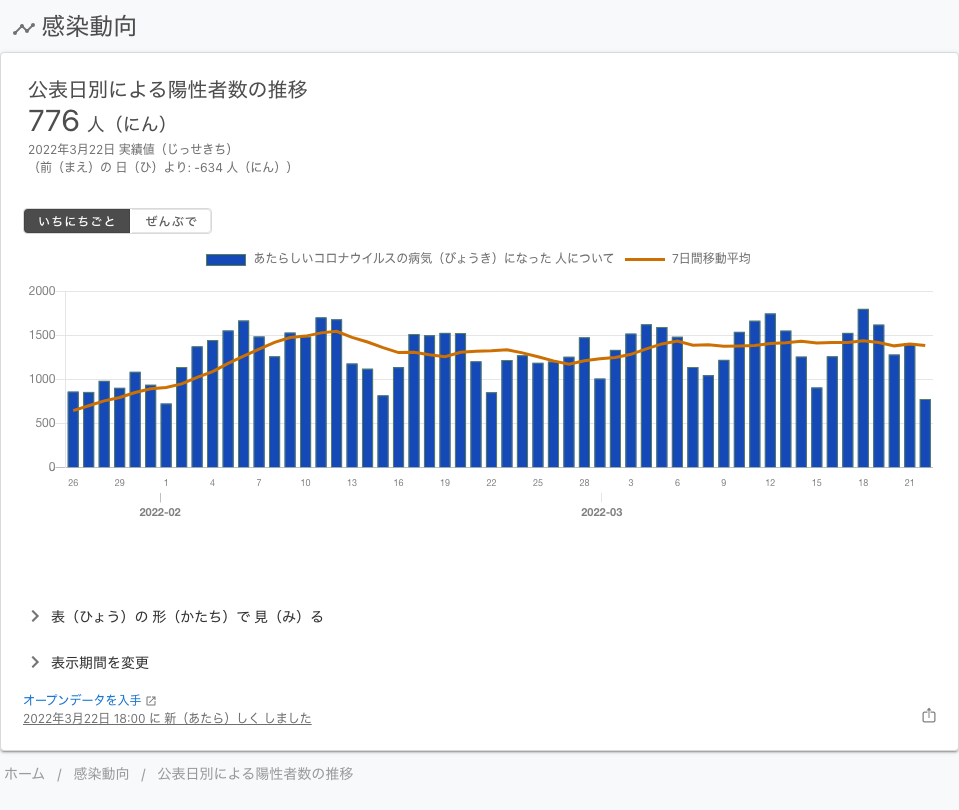 感染動向
公表日別による陽性者数の推移
776 人（にん）
2022年3月22日 実績値（じっせきち）
（前（まえ）の 日（ひ）より: -634 人（にん））
いちにちごと ぜんぶで
あたらしいコロナウイルスの病気（びょうき）になった 人について 7日間移動平均
2000
1500
1000
500
0
26 29 1 4 7 10 13 16 19 22 25 28 3 6 9 12 15 18 21
2022-02 2022-03
表（ひょう）の 形（かたち）で 見（み）る
表示期間を変更
オープンデータを入手
2022年3月22日 18:00 に 新（あたら）しく しました
ホーム / 感染動向 / 公表日別による陽性者数の推移